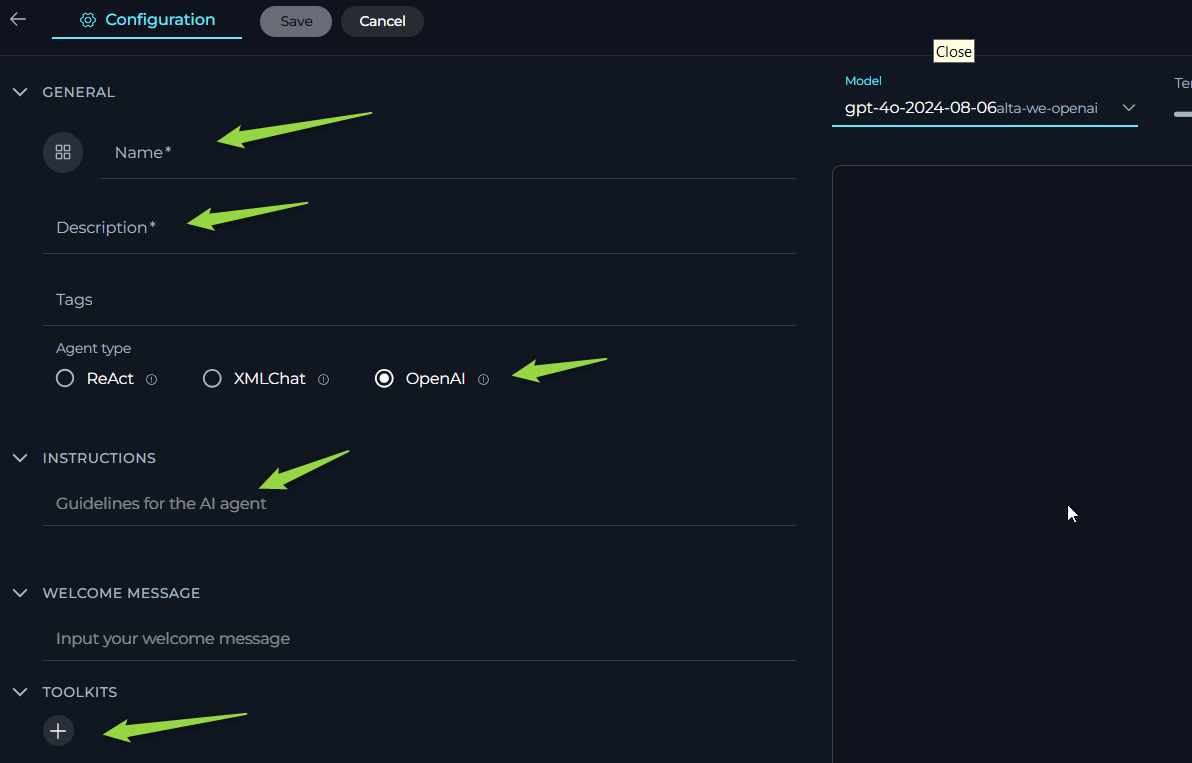 Configuration
Save
Cancel
Close
GENERAL
Model
gpt-4o-2024-08-06alta-we-openai
Name*
Description*
Tags
Agent type
ReAct
XMLChat
OpenAI
INSTRUCTIONS
Guidelines for the AI agent
WELCOME MESSAGE
Input your welcome message
TOOLKITS